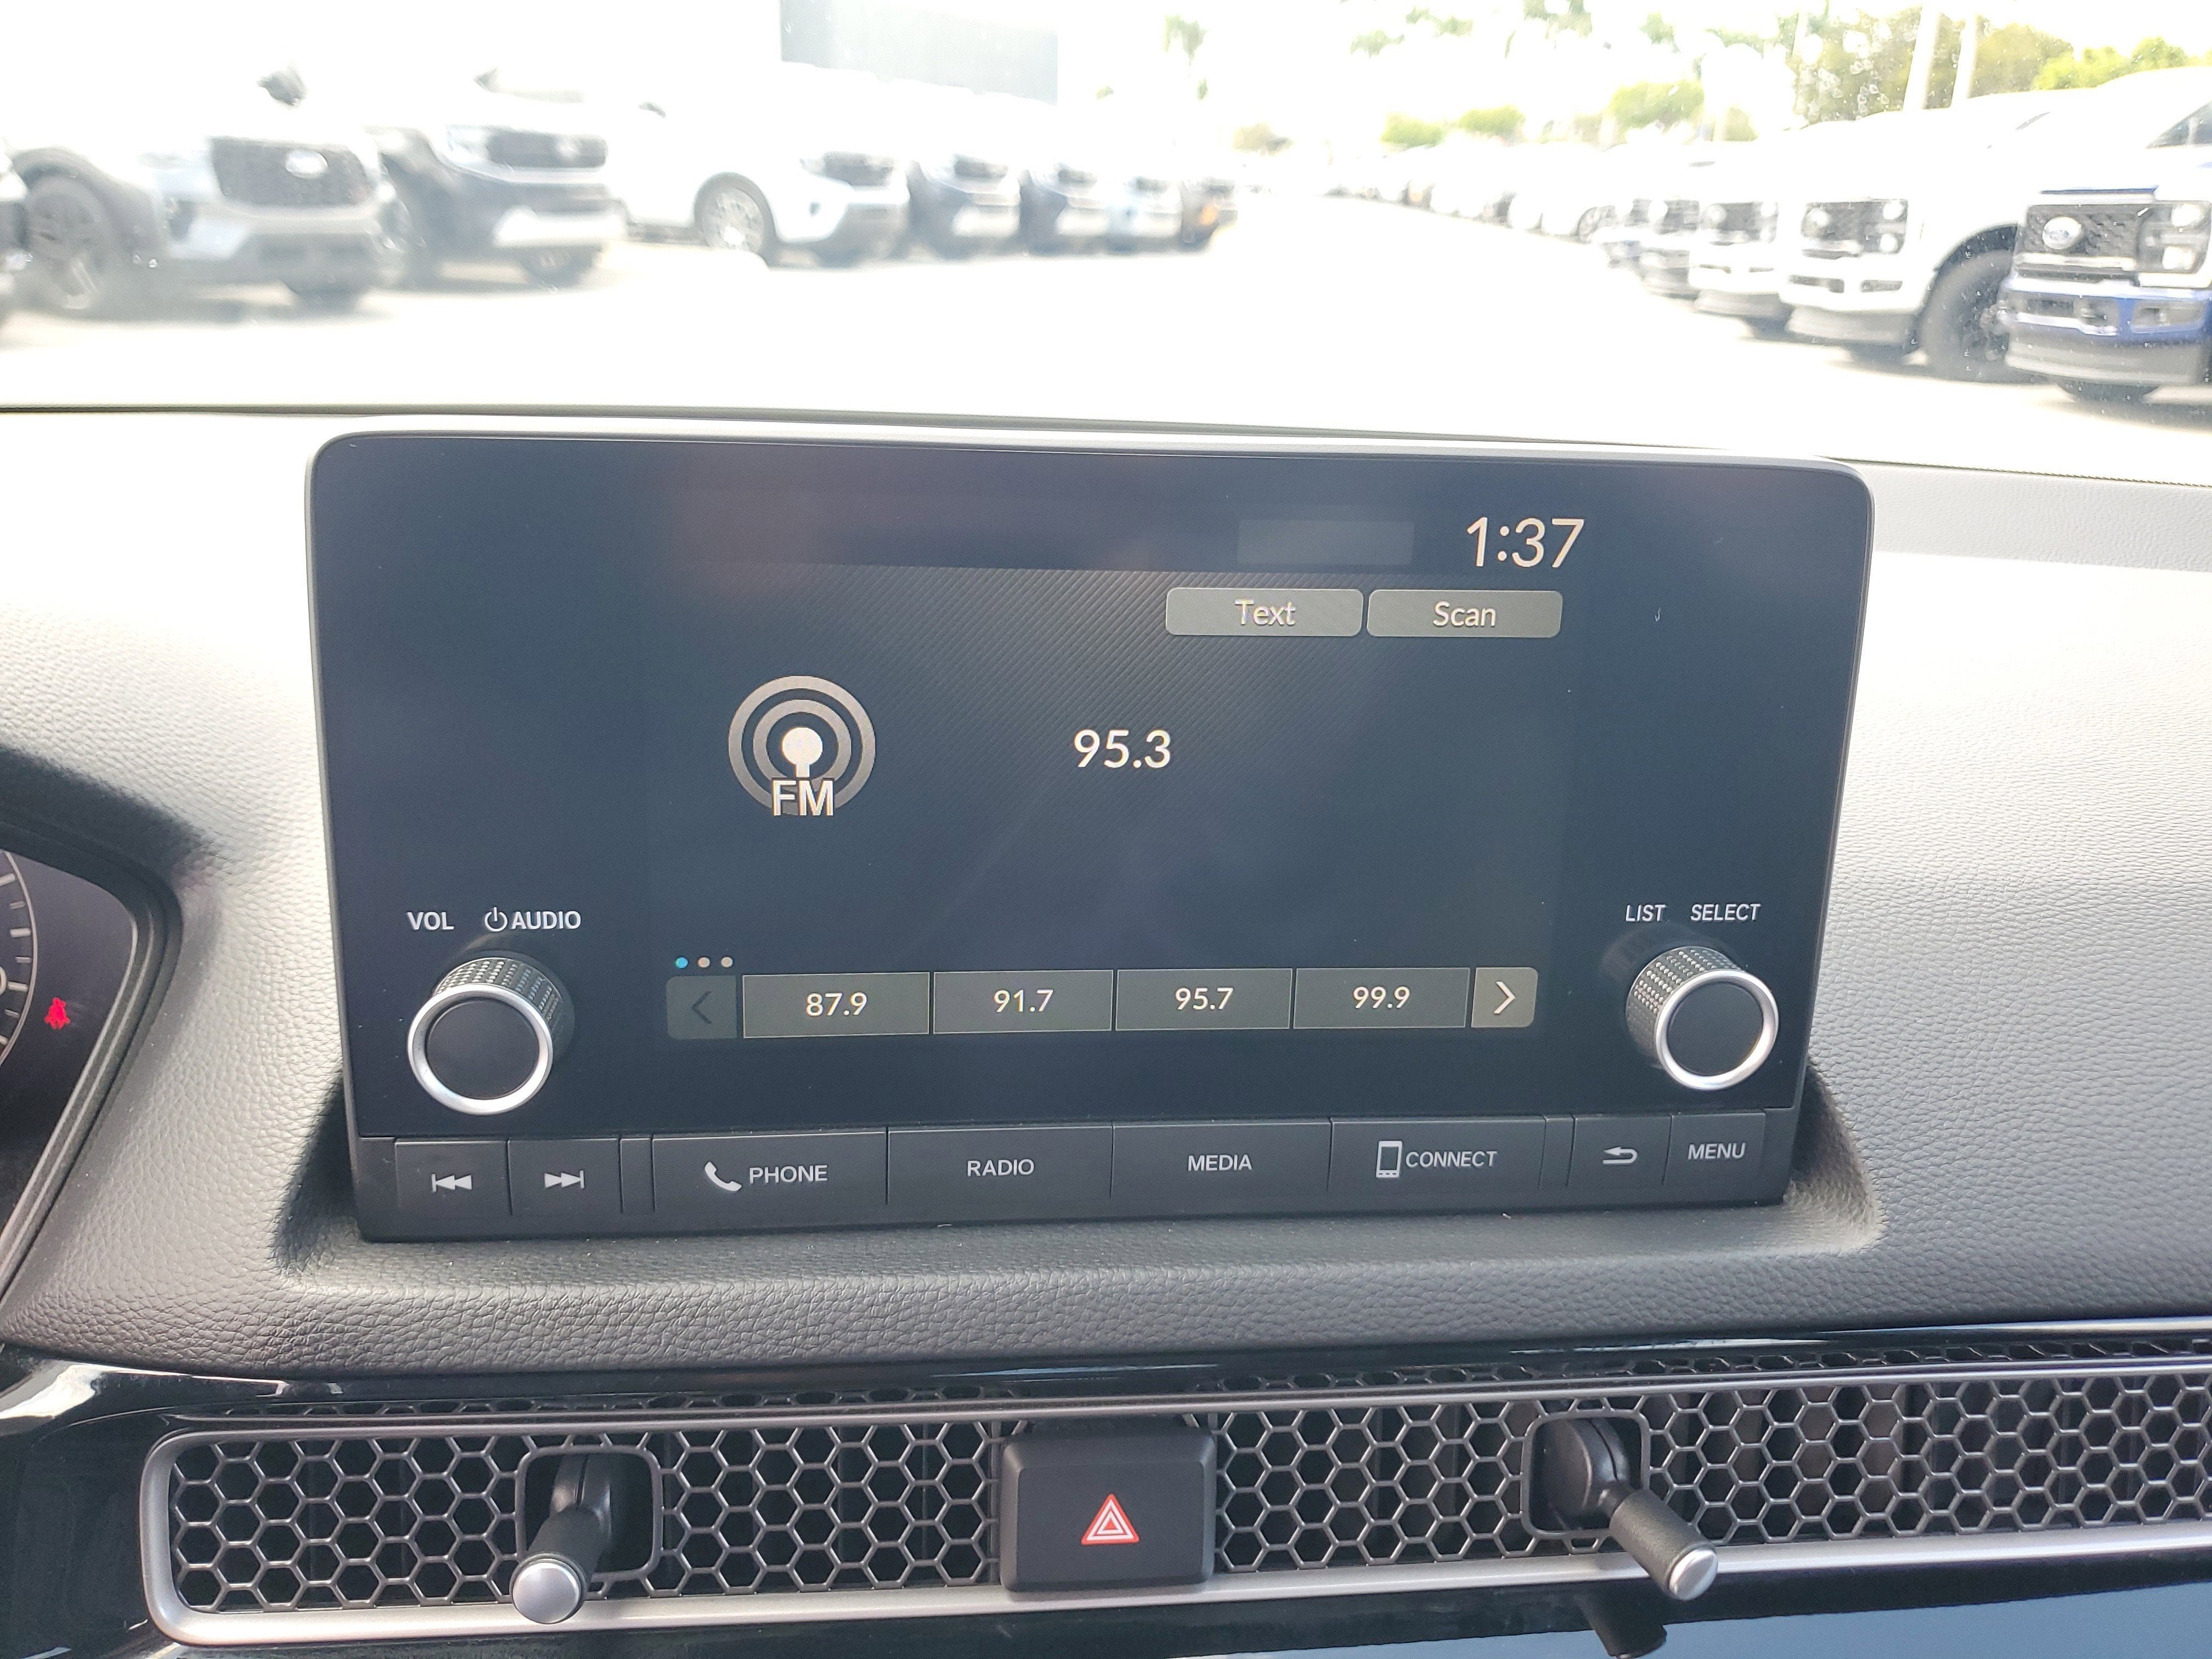 1:37
Text Scan
FM
95.3
VOL AUDIO
LIST SELECT
87.9 91.7 95.7 99.9
PHONE RADIO MEDIA CONNECT MENU